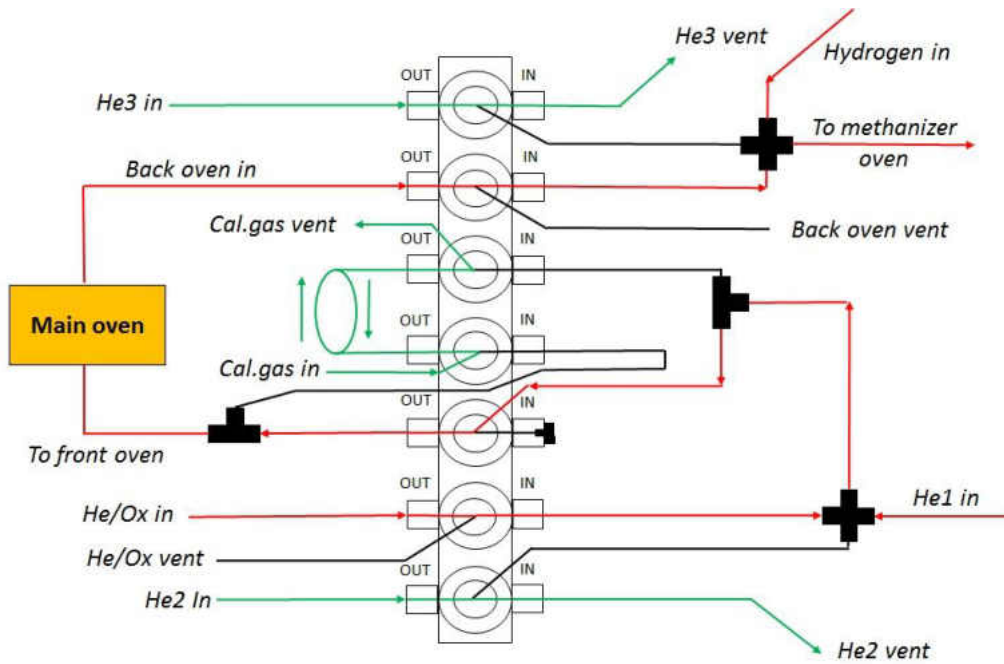 He3 vent
Hydrogen in
OUT
IN
He3 in
To methanizer
oven
OUT
IN
Back oven in
Cal.gas vent
Back oven vent
OUT
IN
Main oven
OUT
IN
Cal.gas in
OUT
IN
To front oven
OUT
IN
He/Ox in
He1 in
He/Ox vent
OUT
IN
He2 In
He2 vent